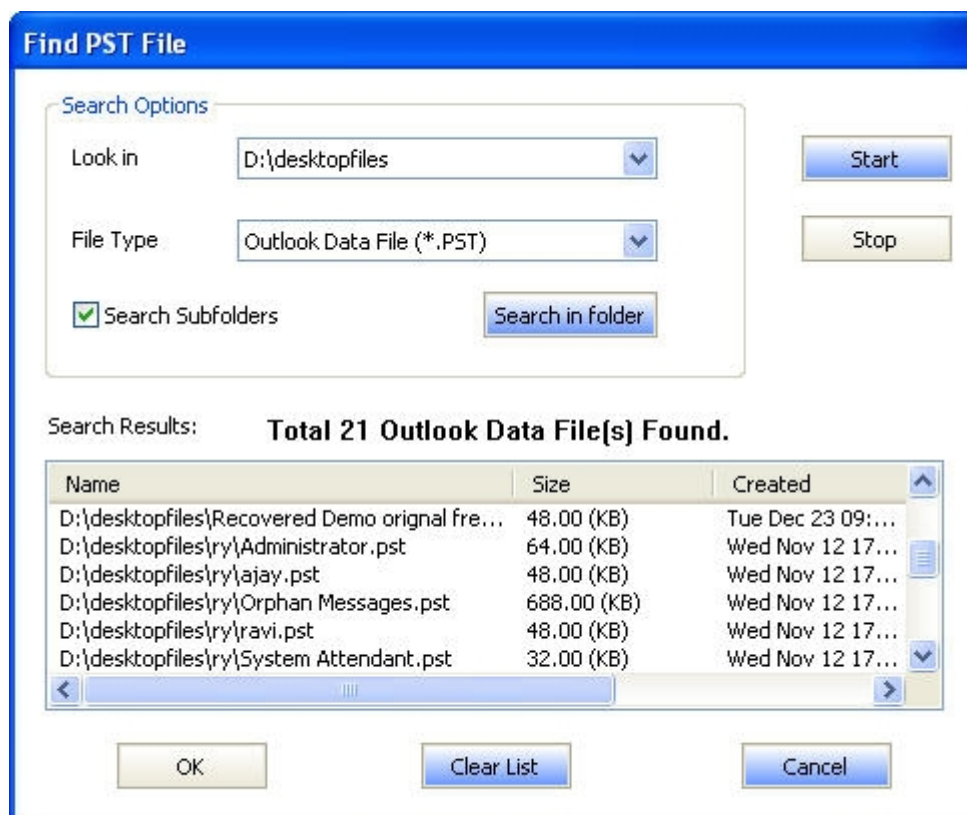 Find PST File
Search Options
Look in D:\desktopfiles Start
File Type Outlook Data File (*.PST) Stop
Search Subfolders Search in folder
Search Results: Total 21 Outlook Data File(s) Found.
Name Size Created
D:\desktopfiles\Recovered Demo orignal fre... 48.00 (KB) Tue Dec 23 09:...
D:\desktopfiles\ry\Administrator.pst 64.00 (KB) Wed Nov 12 17...
D:\desktopfiles\ry\ajay.pst 48.00 (KB) Wed Nov 12 17...
D:\desktopfiles\ry\Orphan Messages.pst 688.00 (KB) Wed Nov 12 17...
D:\desktopfiles\ry\ravi.pst 48.00 (KB) Wed Nov 12 17...
D:\desktopfiles\ry\System Attendant.pst 32.00 (KB) Wed Nov 12 17...
OK Clear List Cancel